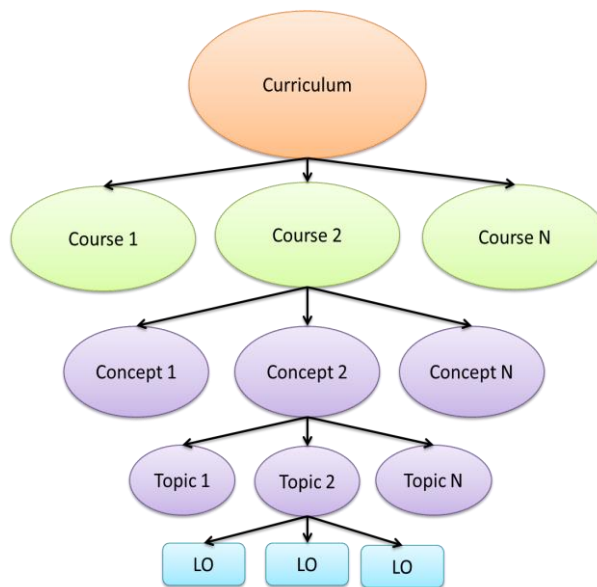 Curriculum
Course 1
Course 2
Course N
Concept 1
Concept 2
Concept N
Topic 1
Topic 2
Topic N
LO
LO
LO